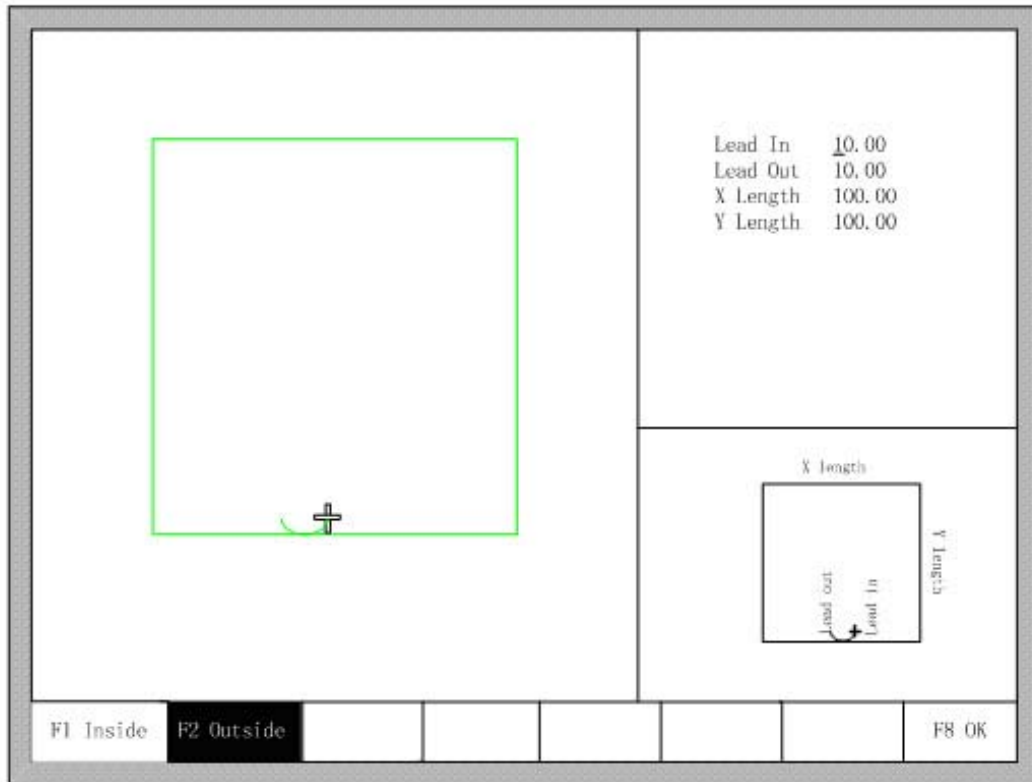 Lead In 10.00
Lead Out 10.00
X Length 100.00
Y Length 100.00
X length
Y length
Lead out
Lead in
F1 Inside
F2 Outside
F8 OK